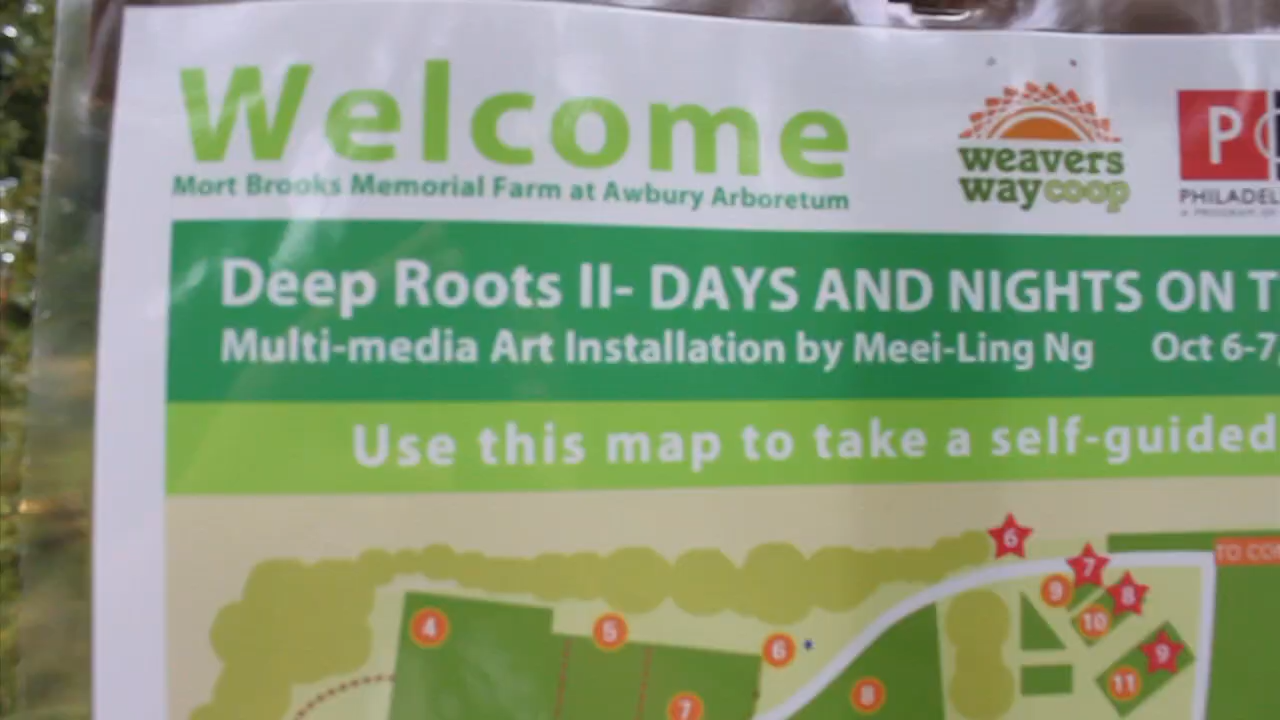 Welcome
Mort Brooks Memorial Farm at Awbury Arboretum
weavers
way coop
P
PHILADEL
Deep Roots II- DAYS AND NIGHTS ON T
Multi-media Art Installation by Meei-Ling Ng Oct 6-7,
Use this map to take a self-guided
6
7
TO CO
9
8
4
5
10
6 *
9
11
8
7